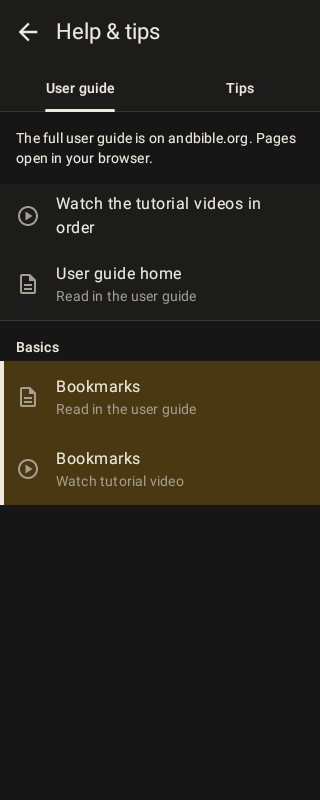 Help & tips
User guide
Tips
The full user guide is on andbible.org. Pages
open in your browser.
Watch the tutorial videos in
order
User guide home
Read in the user guide
Basics
Bookmarks
Read in the user guide
Bookmarks
Watch tutorial video